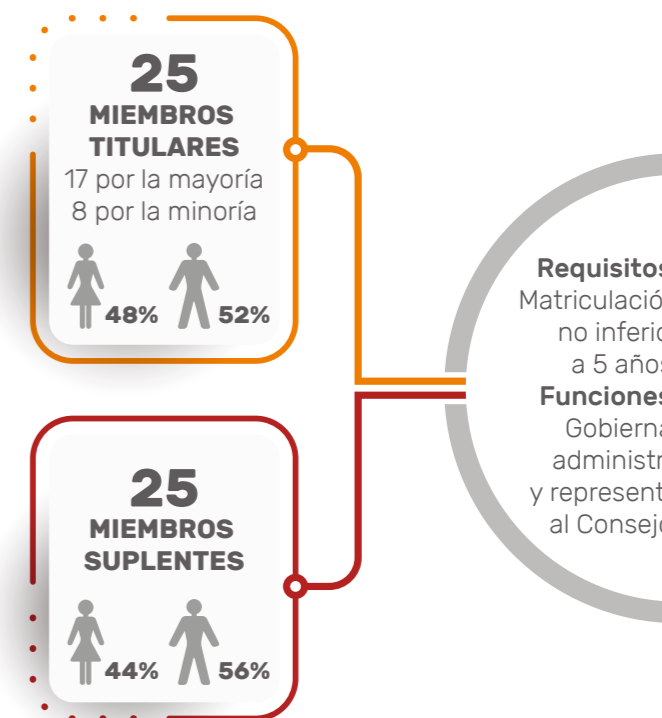 25
MIEMBROS
TITULARES
17 por la mayoría
8 por la minoría
48% 52%
25
MIEMBROS
SUPLENTES
44% 56%
Requisitos
Matriculació
no inferio
a 5 años
Funciones
Goberna
administr
y represent
al Consejo